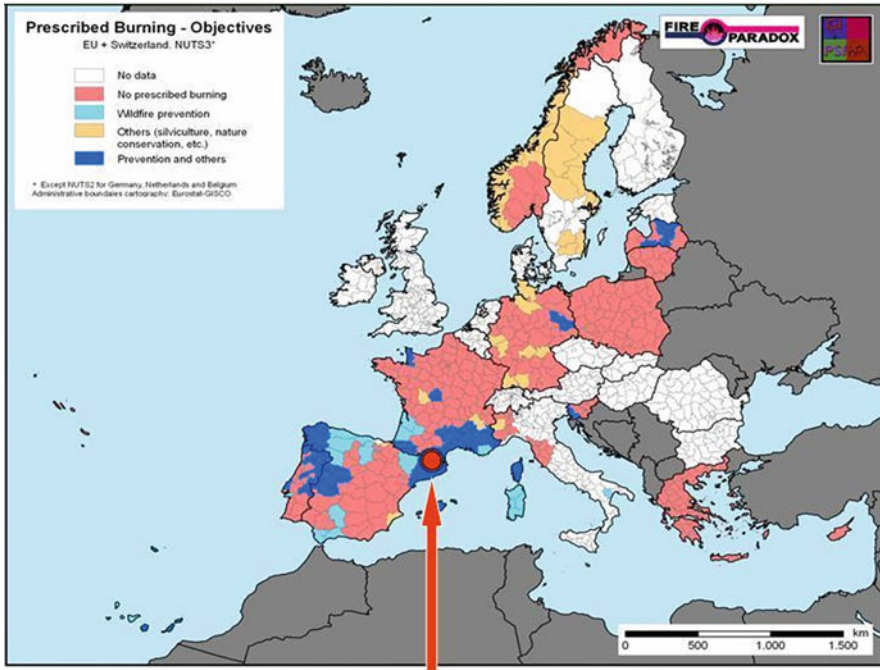 Prescribed Burning - Objectives
EU + Switzerland. NUTS3*
No data
No prescribed burning
Wildfire prevention
Others (silviculture, nature
conservation, etc.)
Prevention and others
* Except NUTS2 for Germany, Netherlands and Belgium
Administrative boundaies cartography: Eurostat-GISCO
FIRE
PARADOX
km
0 500 1.000 1.500